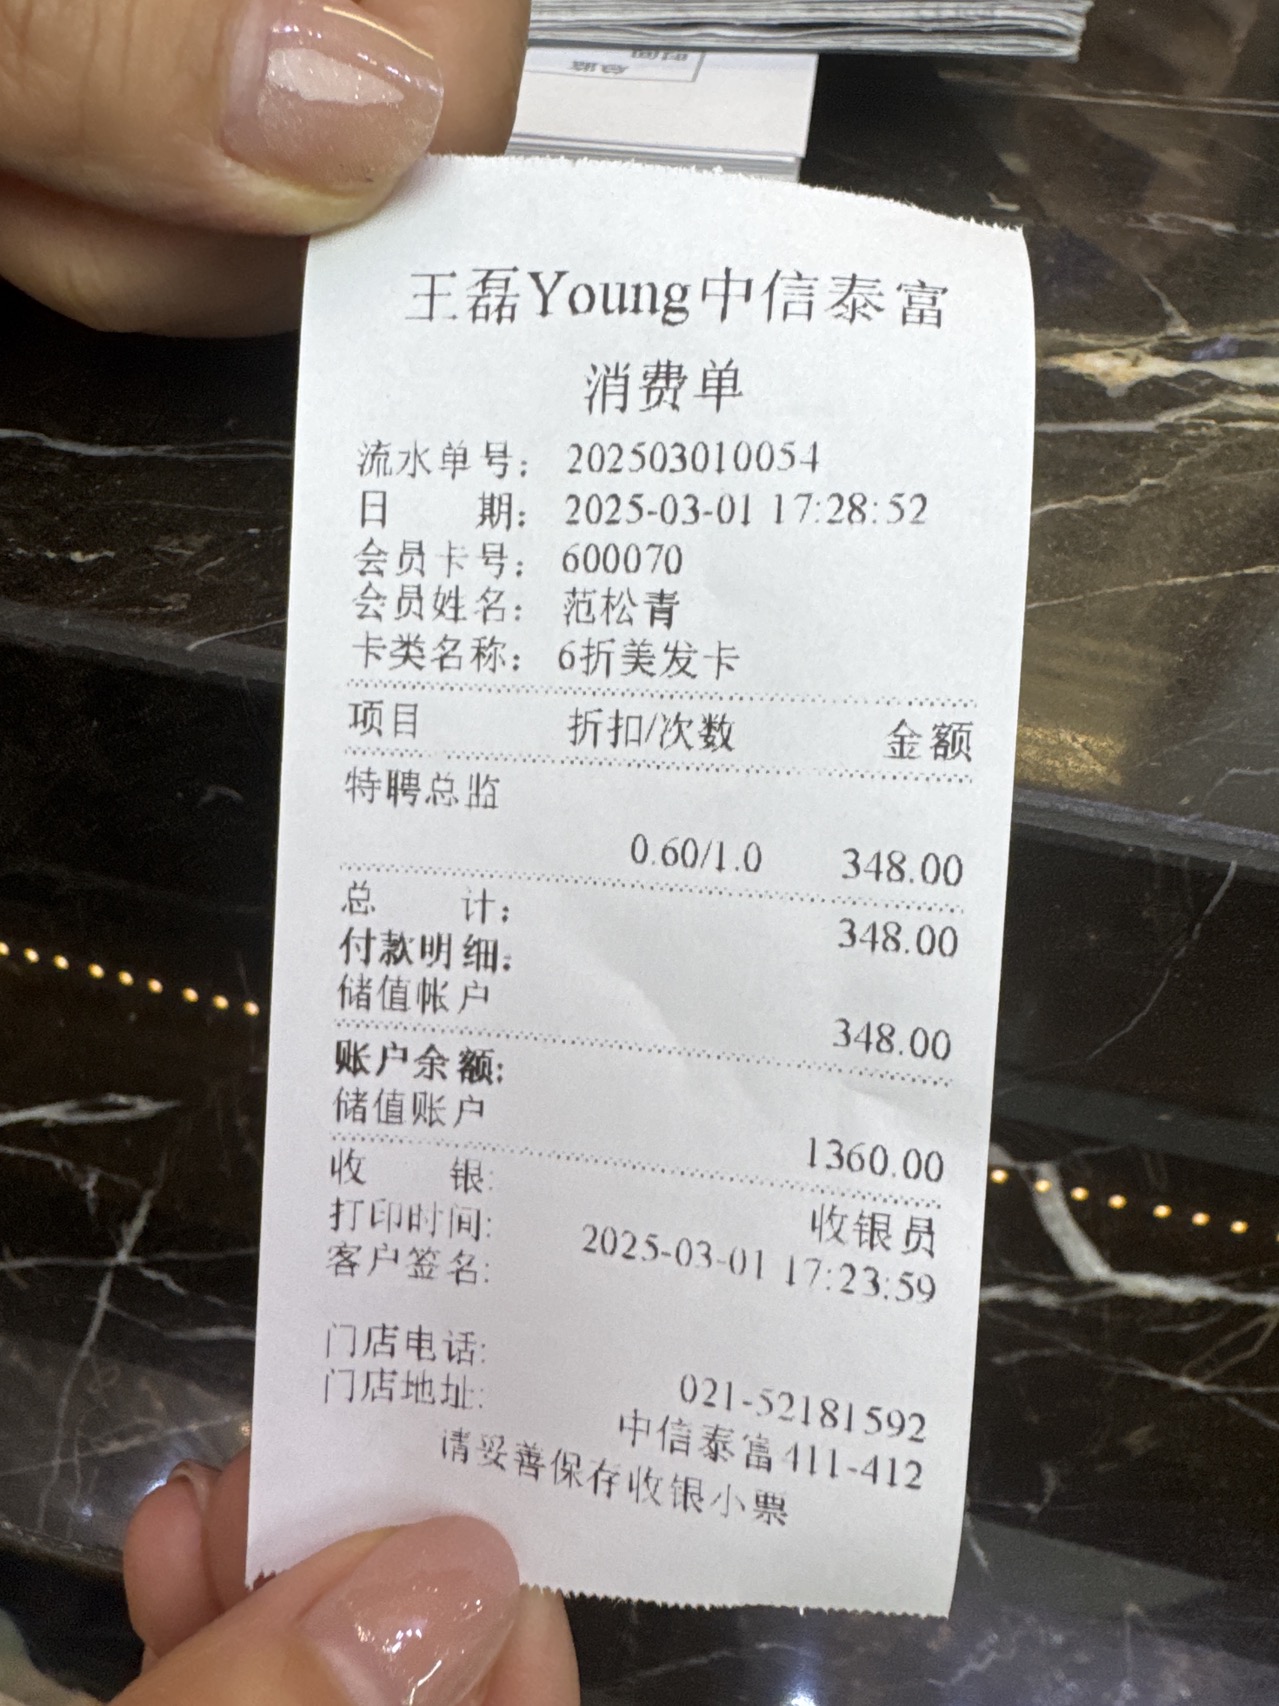 时间
总监
王磊Young中信泰富
消费单
流水单号: 202503010054
日 期: 2025-03-01 17:28:52
会员卡号: 600070
会员姓名: 范松青
卡类名称: 6折美发卡
项目 折扣/次数 金额
特聘总监
0.60/1.0 348.00
总 计: 348.00
付款明细:
储值帐户 348.00
账户余额:
储值账户 1360.00
收 银: 收银员
打印时间: 2025-03-01 17:23:59
客户签名:
门店电话: 021-52181592
门店地址: 中信泰富411-412
请妥善保存收银小票